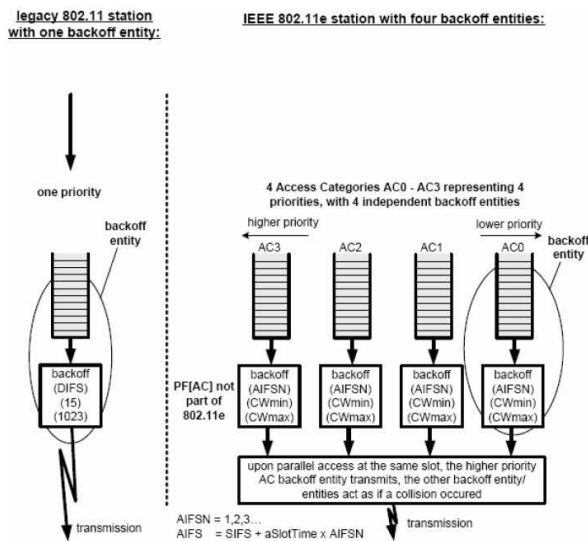 legacy 802.11 station
with one backoff entity:
IEEE 802.11e station with four backoff entities:
one priority
backoff
entity
backoff
(DIFS)
(15)
(1023)
transmission
4 Access Categories AC0 - AC3 representing 4
priorities, with 4 independent backoff entities
higher priority
lower priority
AC3
AC2
AC1
AC0
backoff
entity
PF[AC] not
part of
802.11e
backoff
(AIFSN)
(CWmin)
(CWmax)
backoff
(AIFSN)
(CWmin)
(CWmax)
backoff
(AIFSN)
(CWmin)
(CWmax)
backoff
(AIFSN)
(CWmin)
(CWmax)
upon parallel access at the same slot, the higher priority
AC backoff entity transmits, the other backoff entity/
entities act as if a collision occured
AIFSN = 1,2,3...
AIFS = SIFS + aSlotTime x AIFSN
transmission